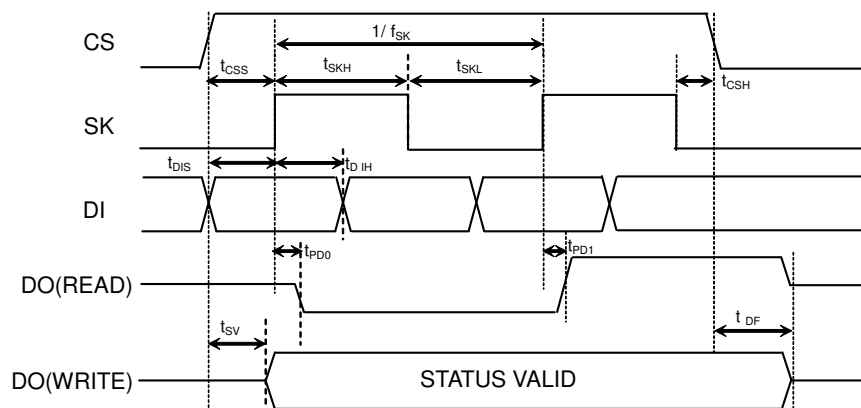 CS
1/ fSK
tCSS
tSKH
tSKL
tCSH
SK
tDIS
tD IH
DI
tPD0
tPD1
DO(READ)
tSV
t DF
DO(WRITE)
STATUS VALID